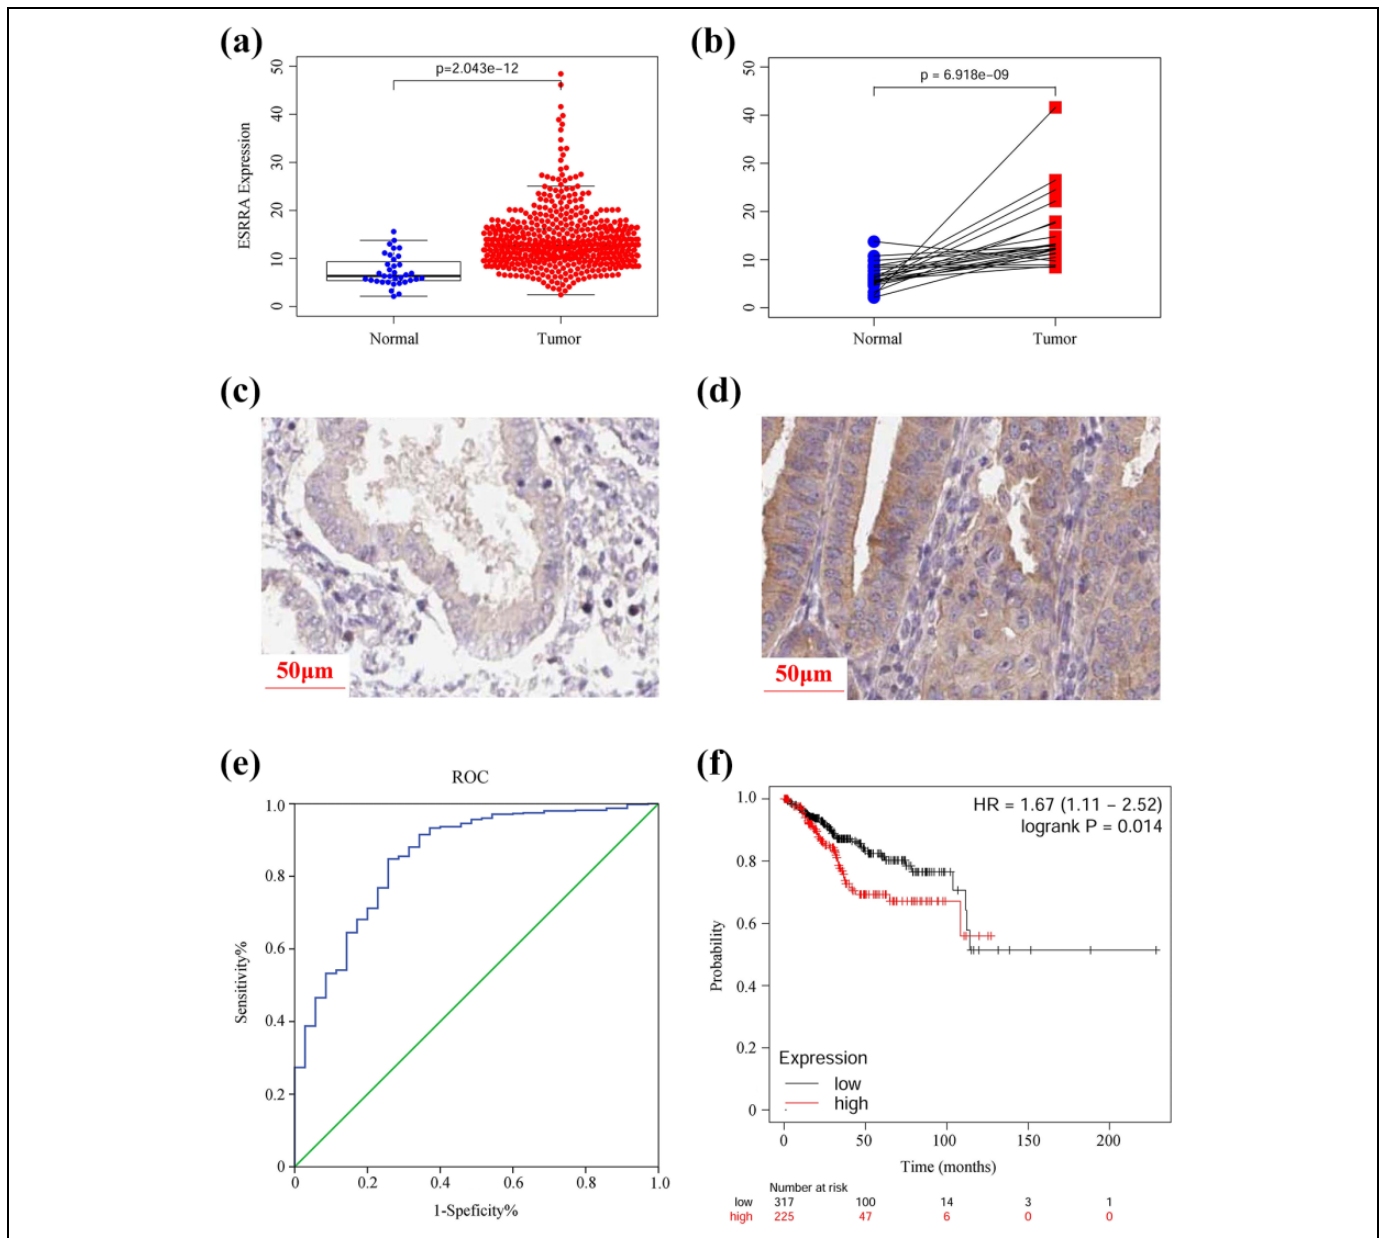 (a)
p=2.043e−12
ESRRA Expression
50
40
30
20
10
0
Normal
Tumor
(b)
p = 6.918e−09
50
40
30
20
10
0
Normal
Tumor
(c)
50μm
(d)
50μm
(e)
ROC
Sensitivity%
1.0
0.8
0.6
0.4
0.2
0
0
0.2
0.4
0.6
0.8
1.0
1-Speficity%
(f)
HR = 1.67 (1.11 − 2.52)
logrank P = 0.014
Probability
1.0
0.8
0.6
0.4
0.2
0
Expression
low
high
0
50
100
150
200
Time (months)
Number at risk
low 317 100 14 3 1
high 225 47 6 0 0